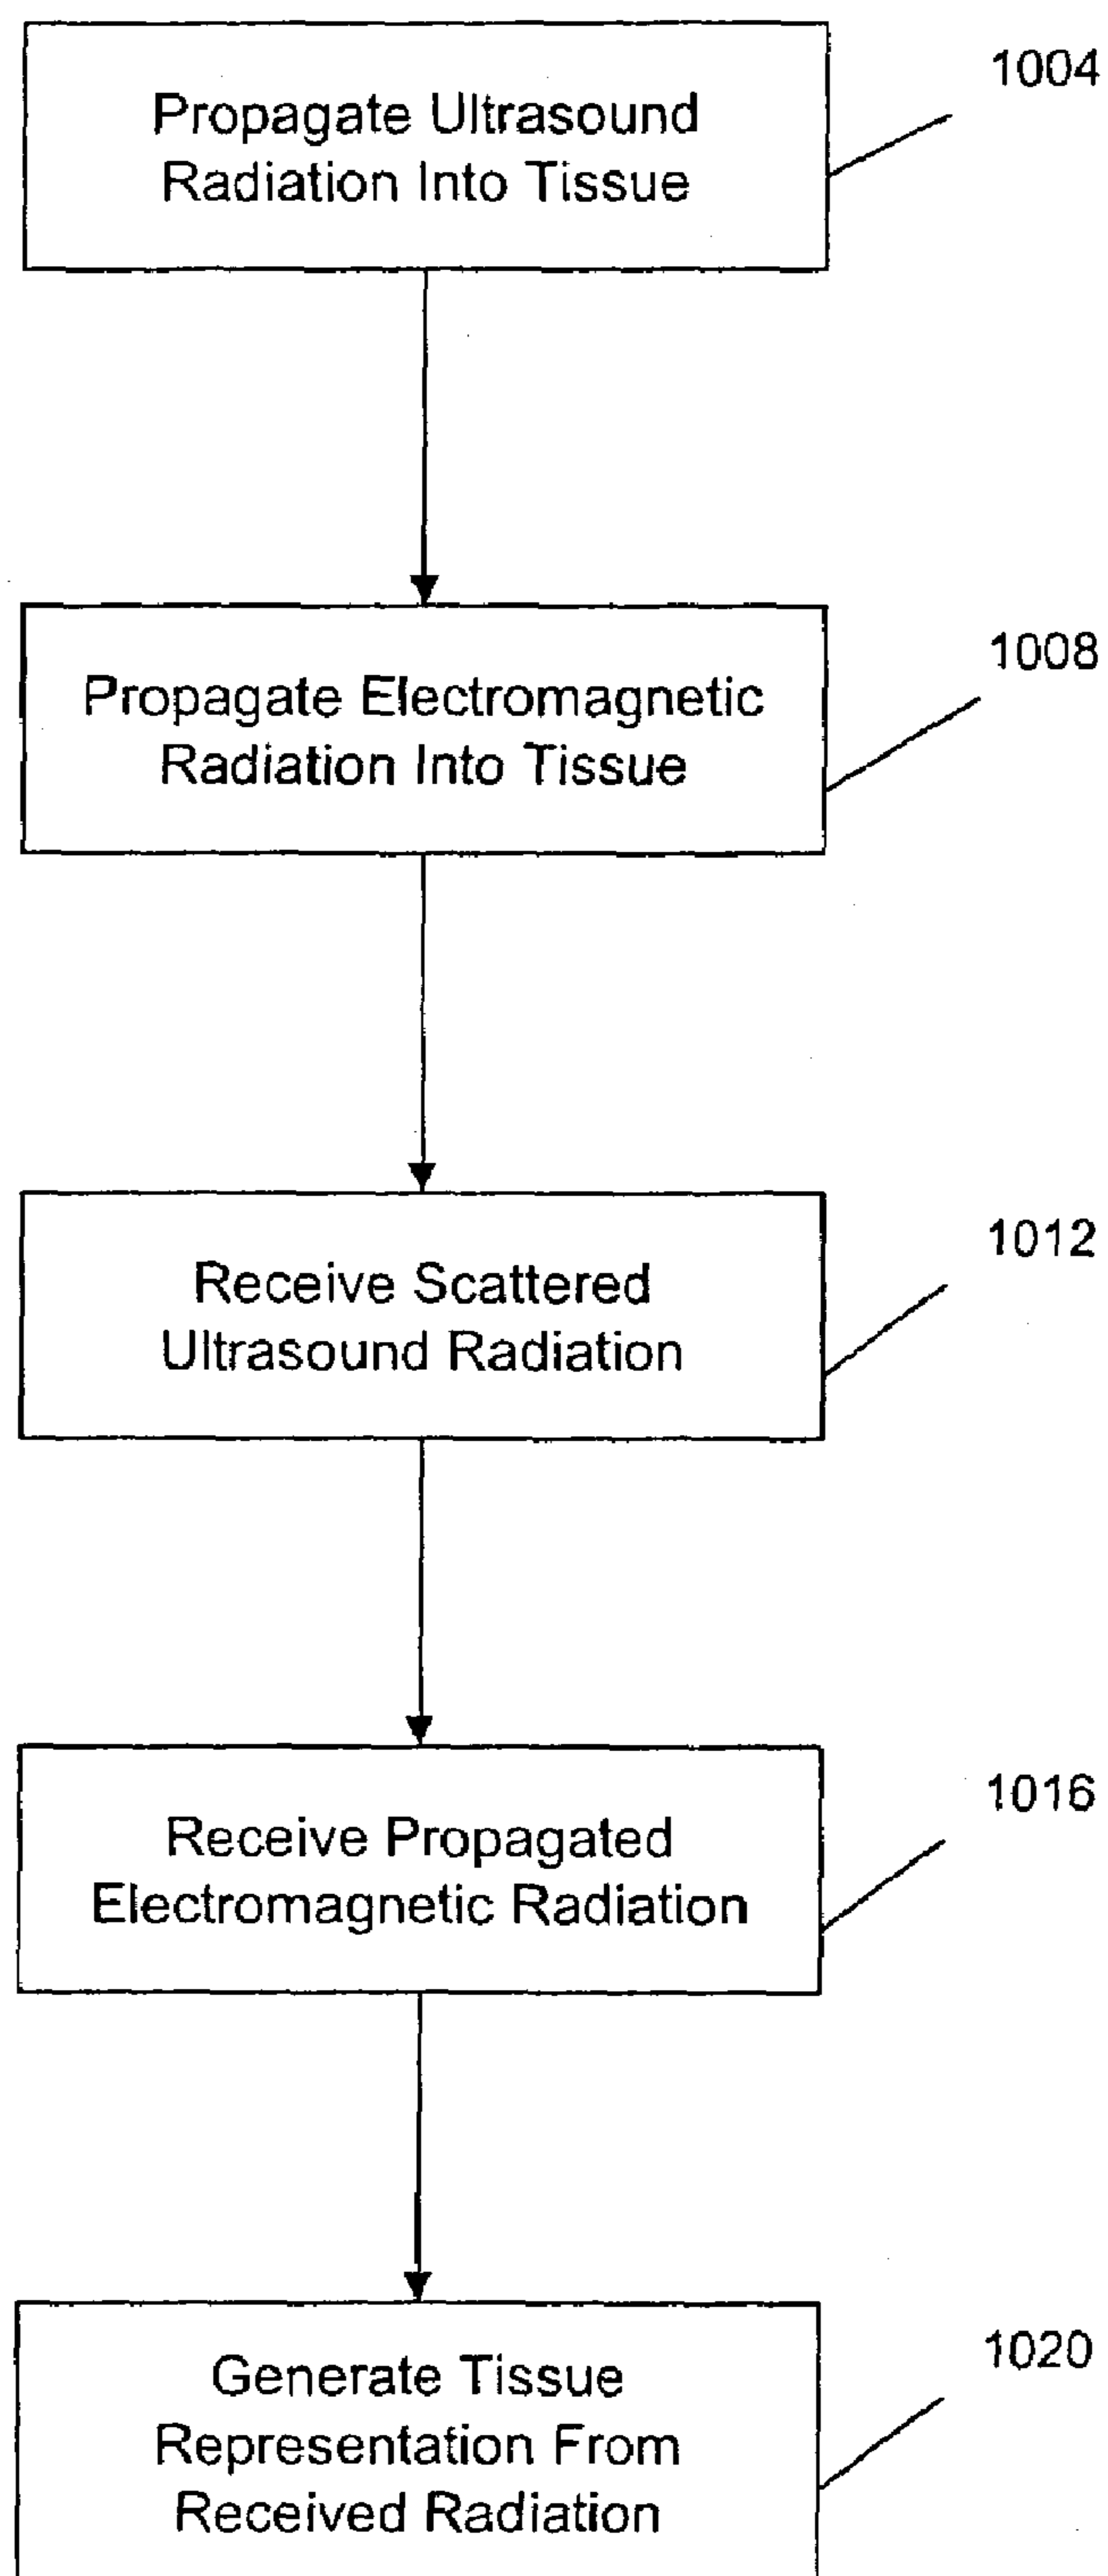 Propagate Ultrasound
Radiation Into Tissue
1004
Propagate Electromagnetic
Radiation Into Tissue
1008
Receive Scattered
Ultrasound Radiation
1012
Receive Propagated
Electromagnetic Radiation
1016
Generate Tissue
Representation From
Received Radiation
1020